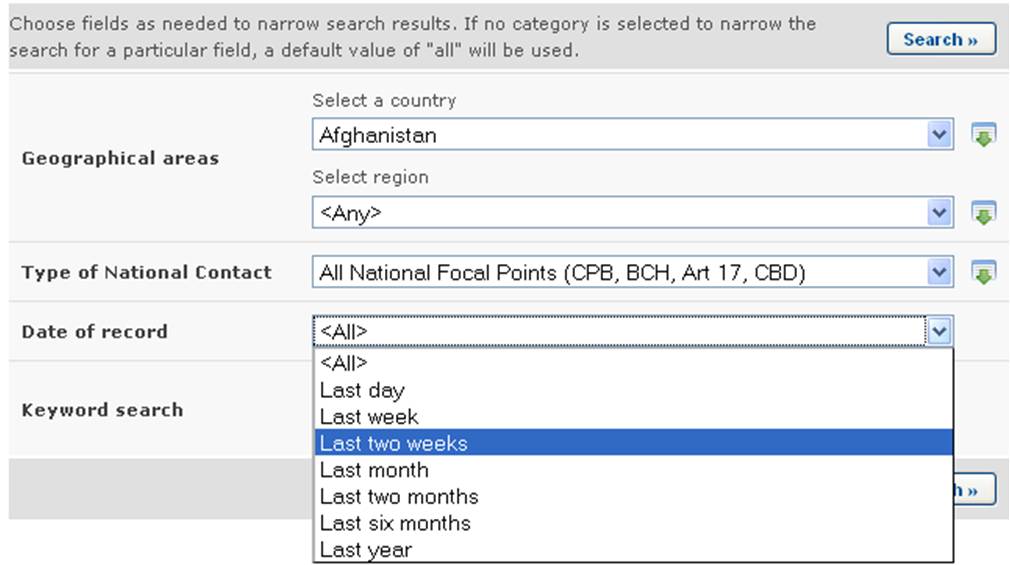 Choose fields as needed to narrow search results. If no category is selected to narrow the
search for a particular field, a default value of "all" will be used.
Search »
Select a country
Geographical areas
Afghanistan
Select region
<Any>
Type of National Contact
All National Focal Points (CPB, BCH, Art 17, CBD)
Date of record
<All>
<All>
Last day
Keyword search
Last week
Last two weeks
Last month
Last two months
Last six months
Last year
h »